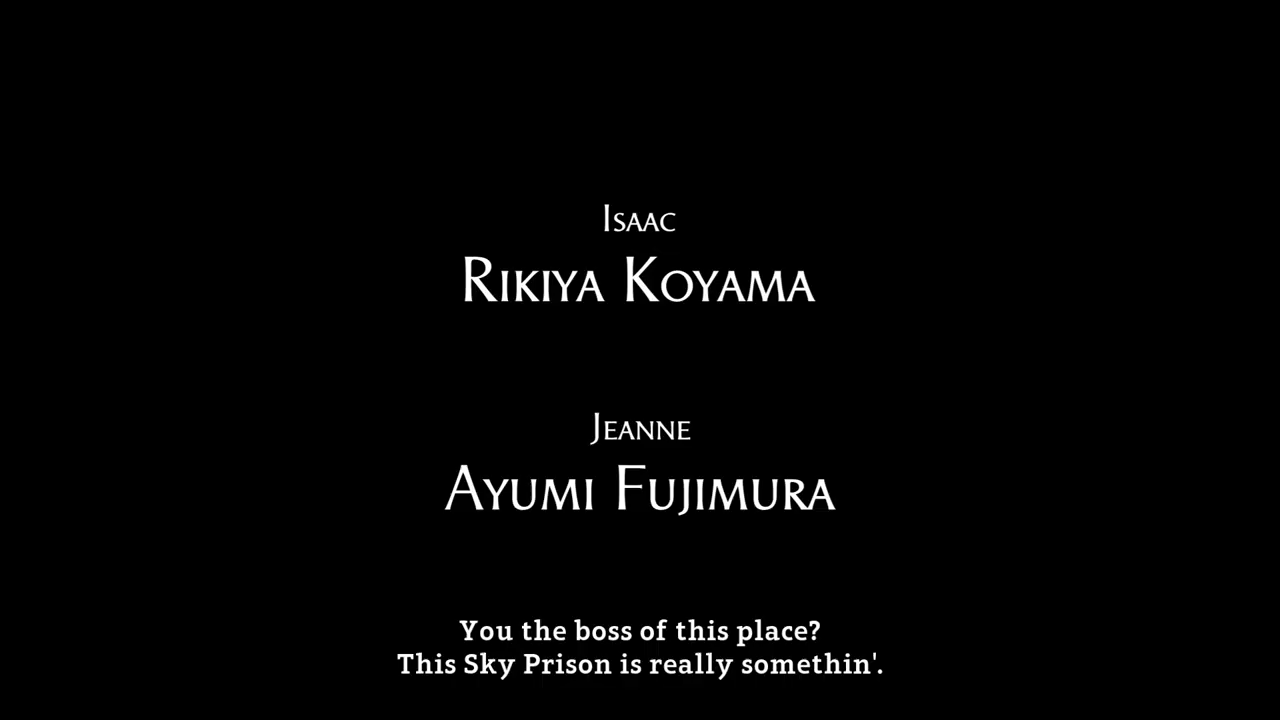 Isaac
Rikiya Koyama
Jeanne
Ayumi Fujimura
You the boss of this place?
This Sky Prison is really somethin'.